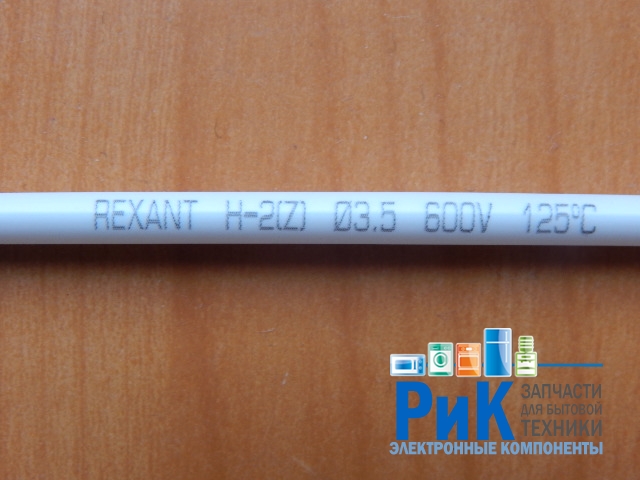 REXANT H-2(Z) Ø3.5 600V 125°C
РиК
ЗАПЧАСТИ
ДЛЯ БЫТОВОЙ
ТЕХНИКИ
ЭЛЕКТРОННЫЕ КОМПОНЕНТЫ